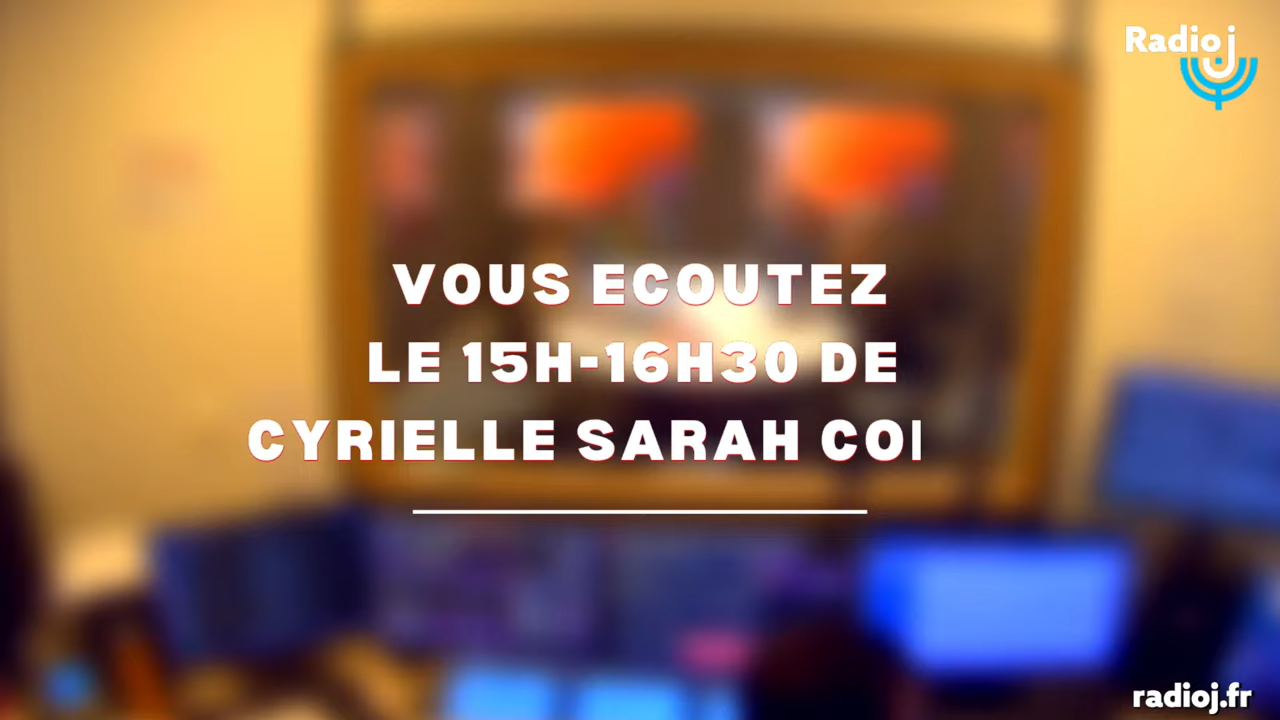 Radio j
VOUS ECOUTEZ
LE 15H-16H30 DE
CYRIELLE SARAH CO
radioj.fr